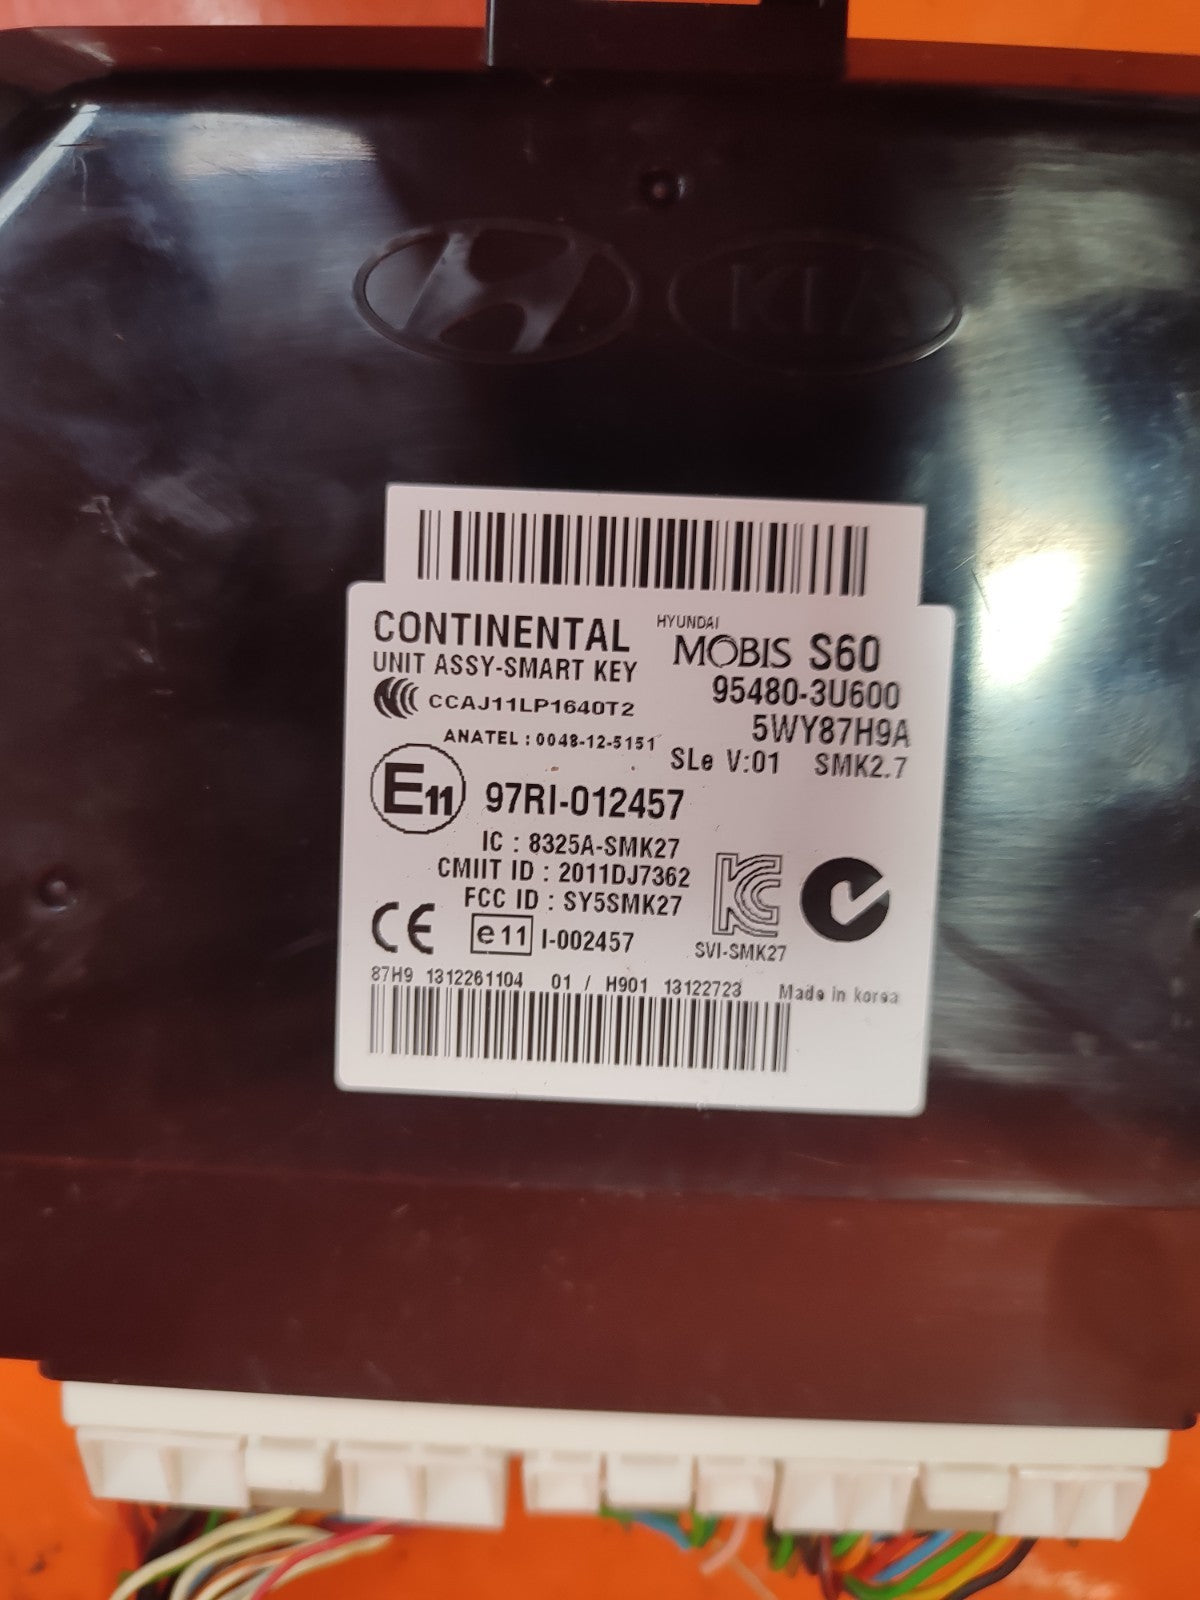 KIA
CONTINENTAL
HYUNDAI
MOBIS S60
UNIT ASSY-SMART KEY
95480-3U600
CCAJ11LP1640T2
5WY87H9A
ANATEL : 0048-12-5151
SLe V:01 SMK2.7
E11 97RI-012457
IC : 8325A-SMK27
CMIIT ID : 2011DJ7362
FCC ID : SY5SMK27
CE e11 I-002457
KC
SVI-SMK27
87H9 1312261104 01 / H901 13122723 Made in korea